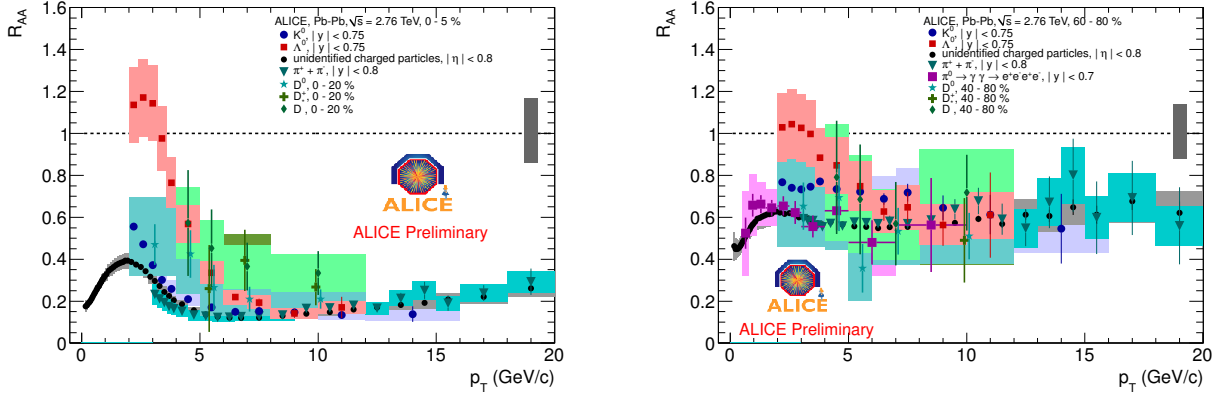 R_AA
ALICE, Pb-Pb, √s = 2.76 TeV, 0 - 5 %
K⁰, | y | < 0.75
Λ⁰, | y | < 0.75
unidentified charged particles, | η | < 0.8
π⁺ + π⁻, | y | < 0.8
D⁰, 0 - 20 %
D⁺, 0 - 20 %
D*, 0 - 20 %
1.6
1.4
1.2
1
0.8
0.6
0.4
0.2
0
ALICE
ALICE Preliminary
0 5 10 15 20
p_T (GeV/c)
R_AA
ALICE, Pb-Pb, √s = 2.76 TeV, 60 - 80 %
K⁰, | y | < 0.75
Λ⁰, | y | < 0.75
unidentified charged particles, | η | < 0.8
π⁺ + π⁻, | y | < 0.8
π⁰ → γ γ → e⁺e⁻e⁺e⁻, | y | < 0.7
D⁰, 40 - 80 %
D⁺, 40 - 80 %
D, 40 - 80 %
1.6
1.4
1.2
1
0.8
0.6
0.4
0.2
0
ALICE
ALICE Preliminary
0 5 10 15 20
p_T (GeV/c)